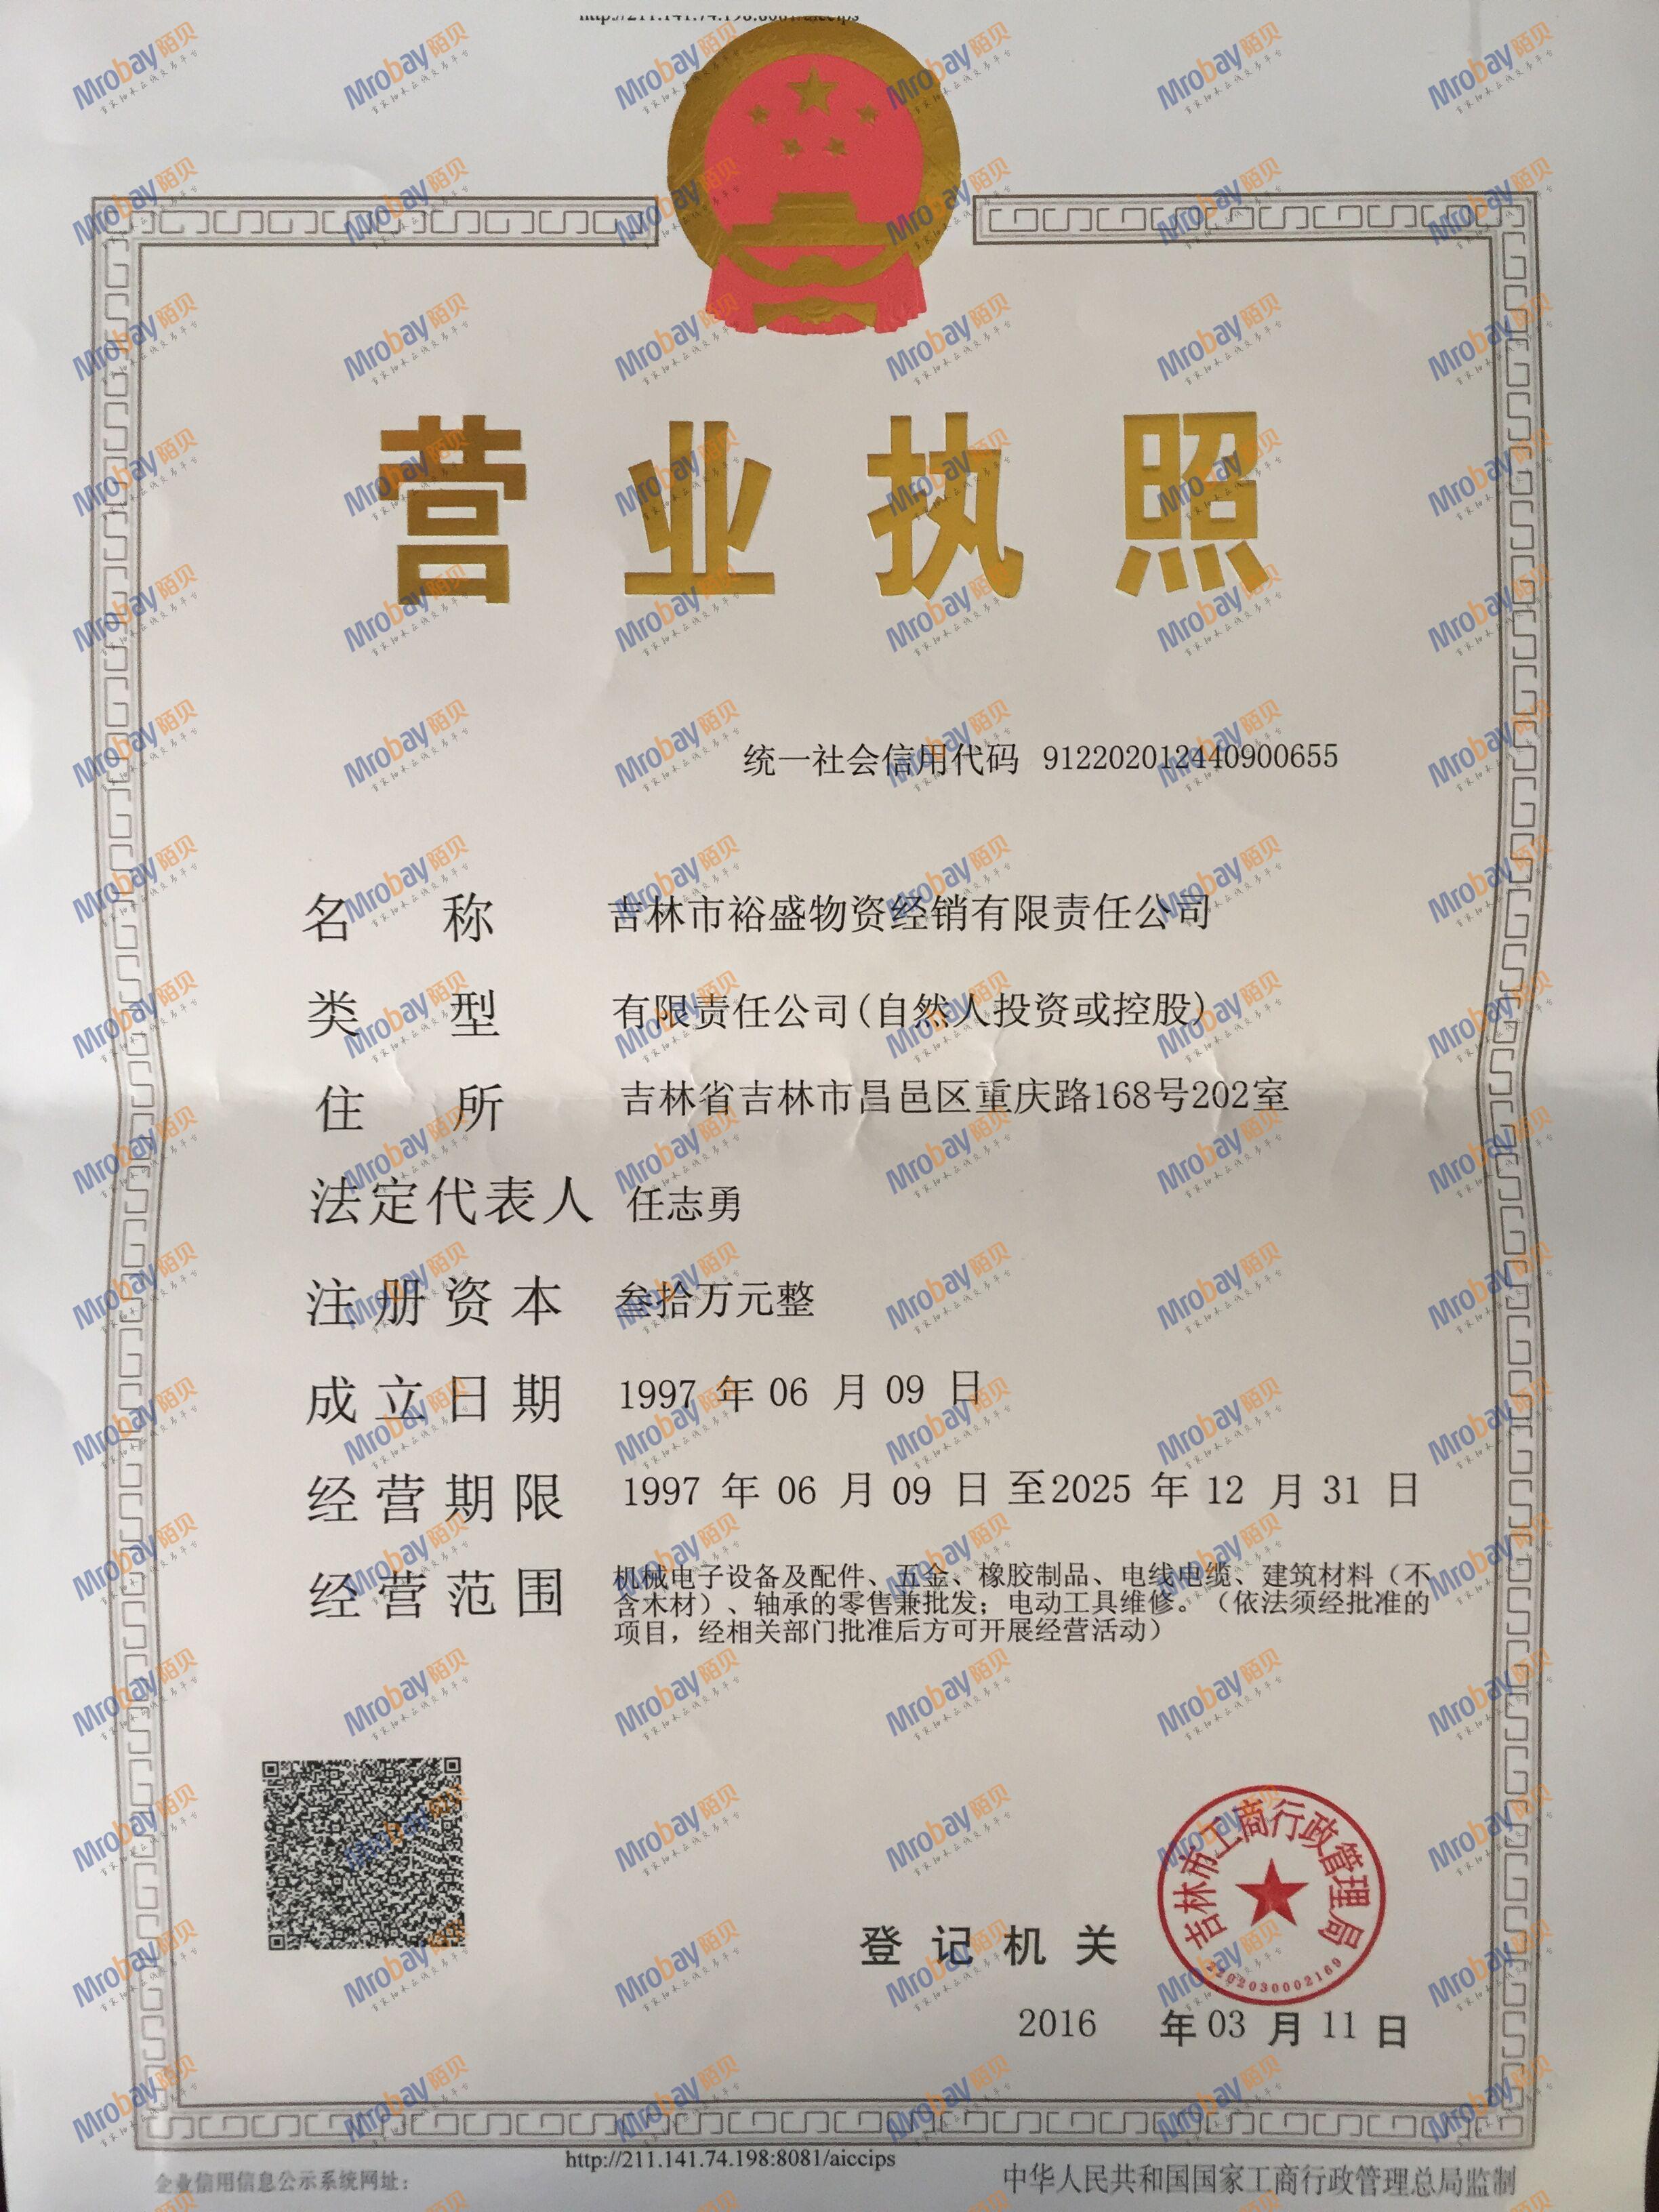 http://211.141.74.198:8081/aiccips
营业执照
统一社会信用代码 912202012440900655
名称 吉林市裕盛物资经销有限责任公司
类型 有限责任公司(自然人投资或控股)
住所 吉林省吉林市昌邑区重庆路168号202室
法定代表人 任志勇
注册资本 叁拾万元整
成立日期 1997 年 06 月 09 日
经营期限 1997 年 06 月 09 日 至2025 年 12 月 31 日
经营范围 机械电子设备及配件、五金、橡胶制品、电线电缆、建筑材料（不
含木材）、轴承的零售兼批发；电动工具维修。（依法须经批准的
项目，经相关部门批准后方可开展经营活动）
吉林市工商行政管理局
2202030002169
登记机关
2016 年 03 月 11 日
http://211.141.74.198:8081/aiccips
企业信用信息公示系统网址：
中华人民共和国国家工商行政管理总局监制
Mrobay陌贝